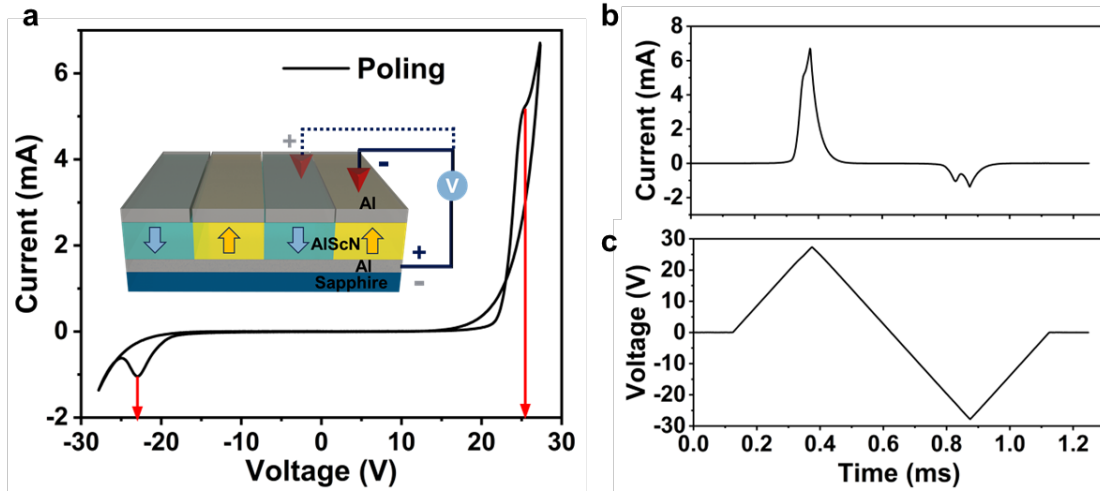 a
Current (mA)
6
4
2
0
-2
Poling
+
-
V
Al
AlScN
+
Al
-
Sapphire
-30
-20
-10
0
10
20
30
Voltage (V)
b
Current (mA)
8
6
4
2
0
-2
c
Voltage (V)
30
20
10
0
-10
-20
-30
0.0
0.2
0.4
0.6
0.8
1.0
1.2
Time (ms)